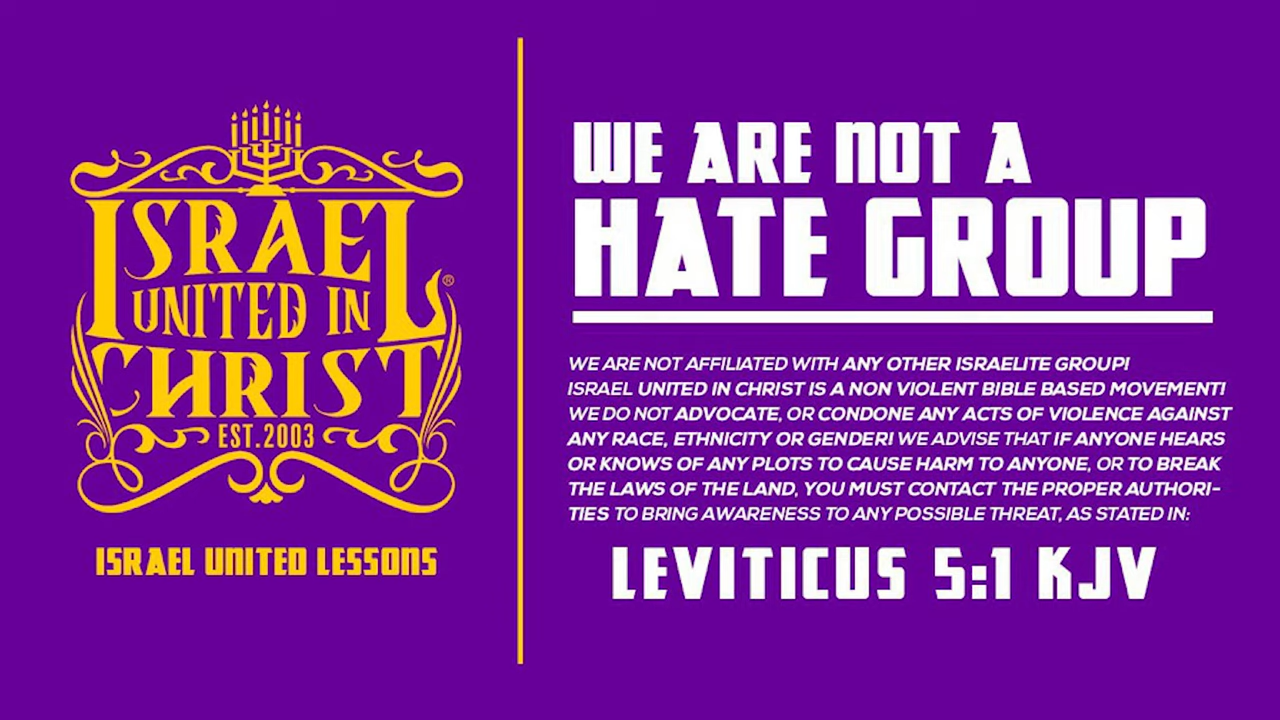 ISRAEL
UNITED IN
CHRIST
®
EST.2003
ISRAEL UNITED LESSONS
WE ARE NOT A
HATE GROUP
WE ARE NOT AFFILIATED WITH ANY OTHER ISRAELITE GROUP!
ISRAEL UNITED IN CHRIST IS A NON VIOLENT BIBLE BASED MOVEMENT!
WE DO NOT ADVOCATE, OR CONDONE ANY ACTS OF VIOLENCE AGAINST
ANY RACE, ETHNICITY OR GENDER! WE ADVISE THAT IF ANYONE HEARS
OR KNOWS OF ANY PLOTS TO CAUSE HARM TO ANYONE, OR TO BREAK
THE LAWS OF THE LAND, YOU MUST CONTACT THE PROPER AUTHORI-
TIES TO BRING AWARENESS TO ANY POSSIBLE THREAT, AS STATED IN:
LEVITICUS 5:1 KJV